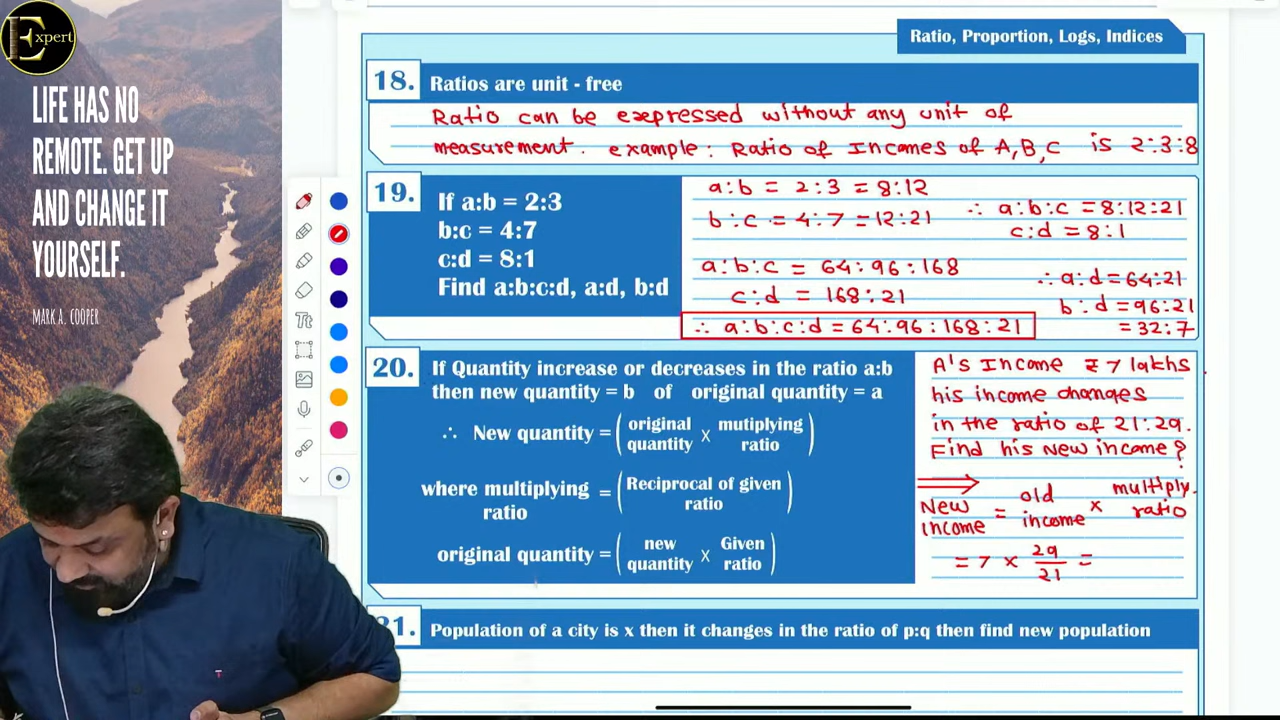 Expert
LIFE HAS NO
REMOTE. GET UP
AND CHANGE IT
YOURSELF.
MARK A. COOPER
Ratio, Proportion, Logs, Indices
18. Ratios are unit - free
Ratio can be expressed without any unit of
measurement. example: Ratio of Incomes of A,B,C is 2:3:8
19. If a:b = 2:3
b:c = 4:7
c:d = 8:1
Find a:b:c:d, a:d, b:d
a:b = 2:3 = 8:12
b:c = 4:7 = 12:21
∴ a:b:c = 8:12:21
c:d = 8:1
a:b:c = 64:96:168
c:d = 168:21
∴ a:b:c:d = 64:96:168:21
∴ a:d = 64:21
b:d = 96:21
= 32:7
20. If Quantity increase or decreases in the ratio a:b
then new quantity = b of original quantity = a
∴ New quantity = (original quantity x mutiplying ratio)
where multiplying ratio = (Reciprocal of given ratio)
original quantity = (new quantity x Given ratio)
A's Income ₹7 lakhs
his income changes
in the ratio of 21:29.
Find his New income?
⟹ New income = old income x multiply. ratio
= 7 x 29/21 =
21. Population of a city is x then it changes in the ratio of p:q then find new population
Tt